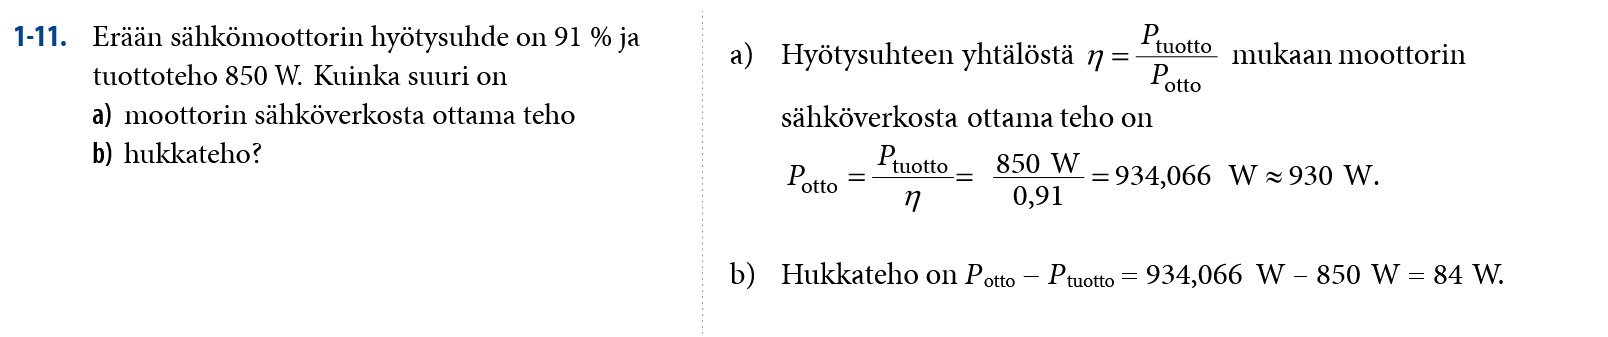 1-11. Erään sähkömoottorin hyötysuhde on 91 % ja
tuottoteho 850 W. Kuinka suuri on
a) moottorin sähköverkosta ottama teho
b) hukkateho?
a) Hyötysuhteen yhtälöstä η = P_tuotto / P_otto mukaan moottorin
sähköverkosta ottama teho on
P_otto = P_tuotto / η = 850 W / 0,91 = 934,066 W ≈ 930 W.
b) Hukkateho on P_otto – P_tuotto = 934,066 W – 850 W = 84 W.